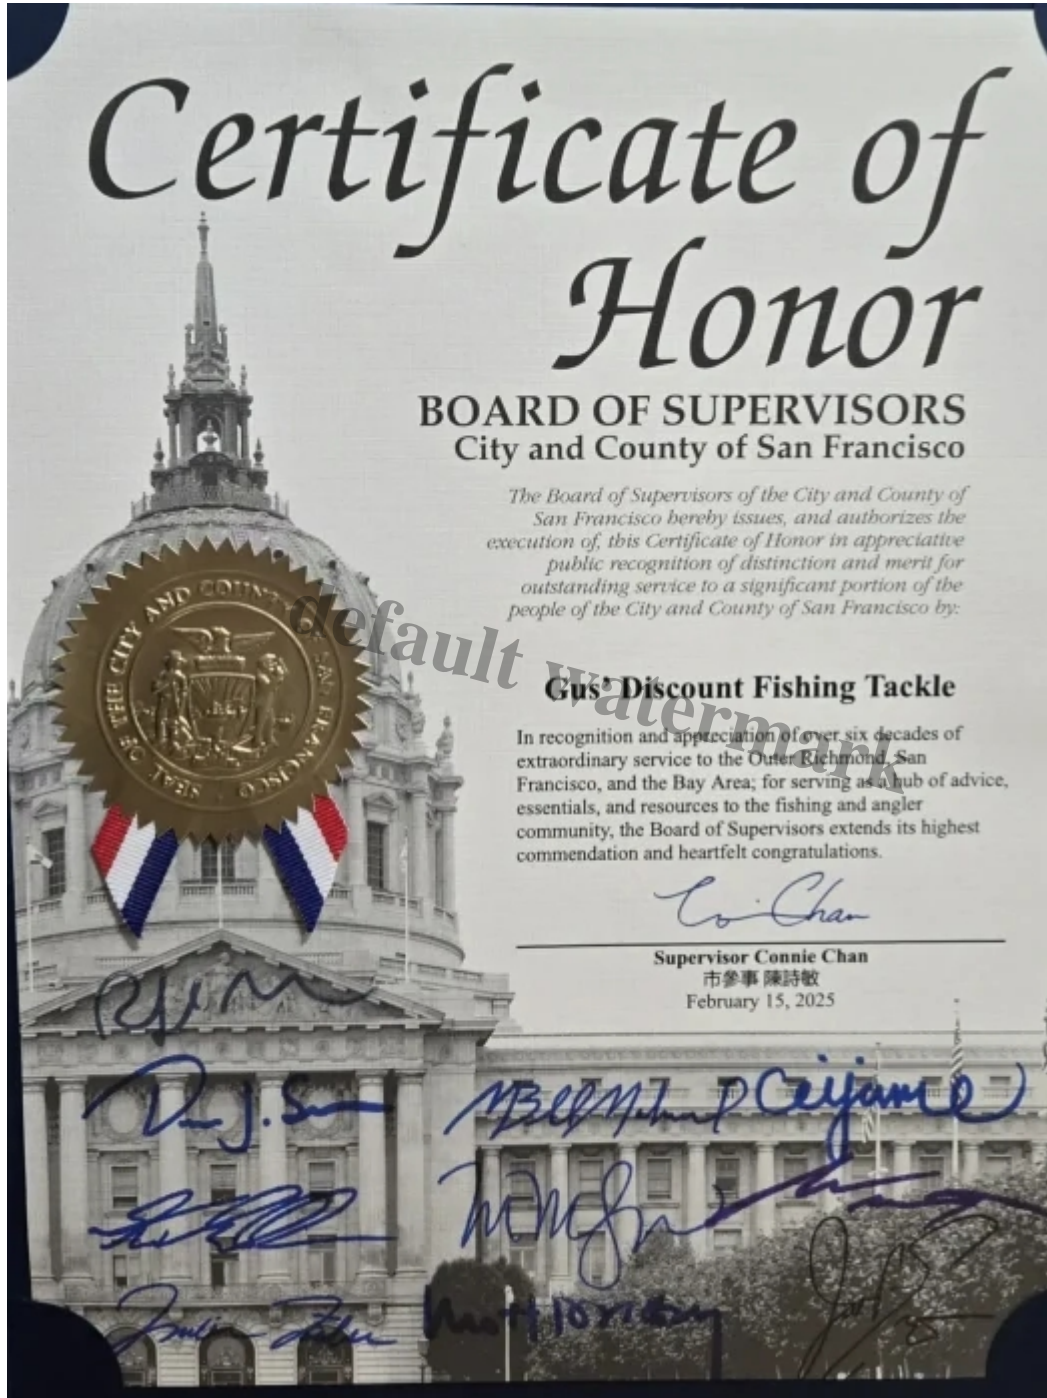 Certificate of
Honor
BOARD OF SUPERVISORS
City and County of San Francisco
The Board of Supervisors of the City and County of
San Francisco hereby issues, and authorizes the
execution of, this Certificate of Honor in appreciative
public recognition of distinction and merit for
outstanding service to a significant portion of the
people of the City and County of San Francisco by:
SEAL OF THE CITY AND COUNTY OF SAN FRANCISCO
default watermark
Gus' Discount Fishing Tackle
In recognition and appreciation of over six decades of
extraordinary service to the Outer Richmond, San
Francisco, and the Bay Area; for serving as a hub of advice,
essentials, and resources to the fishing and angler
community, the Board of Supervisors extends its highest
commendation and heartfelt congratulations.
Supervisor Connie Chan
市參事 陳詩敏
February 15, 2025